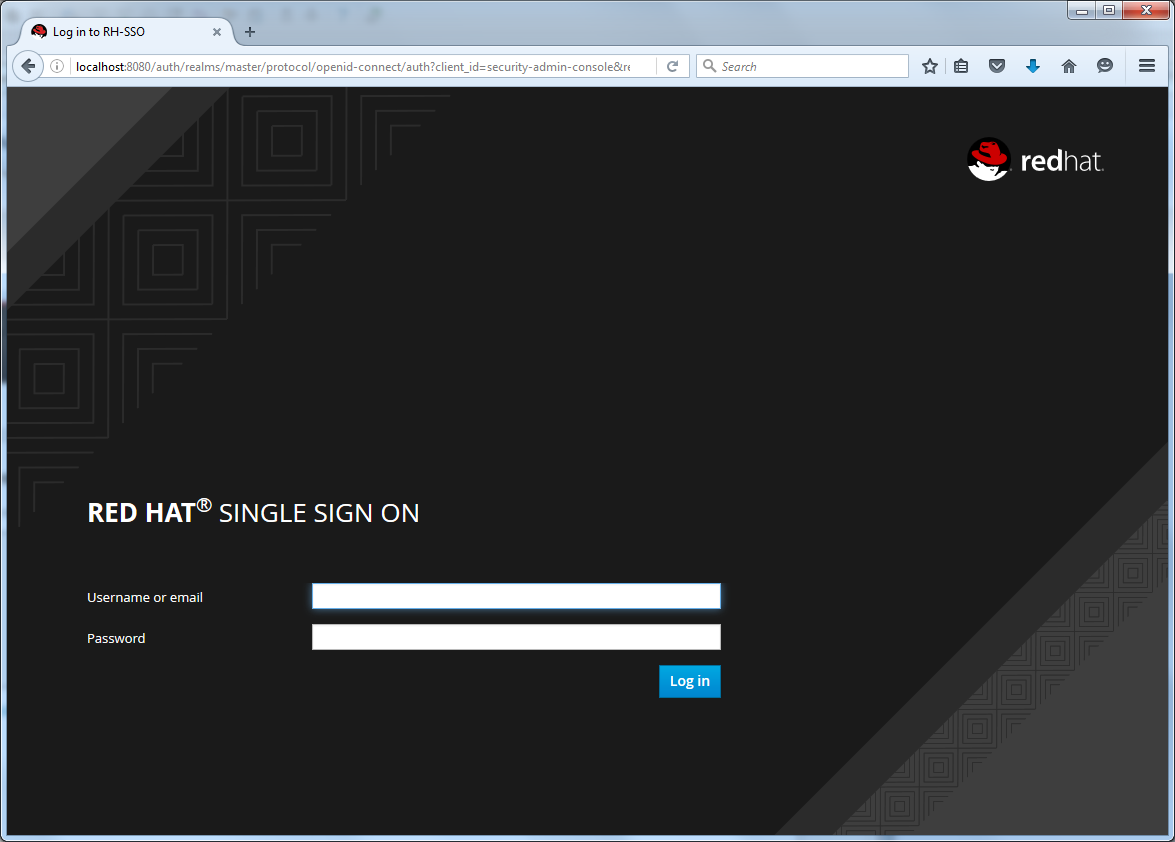 Log in to RH-SSO
localhost:8080/auth/realms/master/protocol/openid-connect/auth?client_id=security-admin-console&re
Search
redhat.
RED HAT® SINGLE SIGN ON
Username or email
Password
Log in